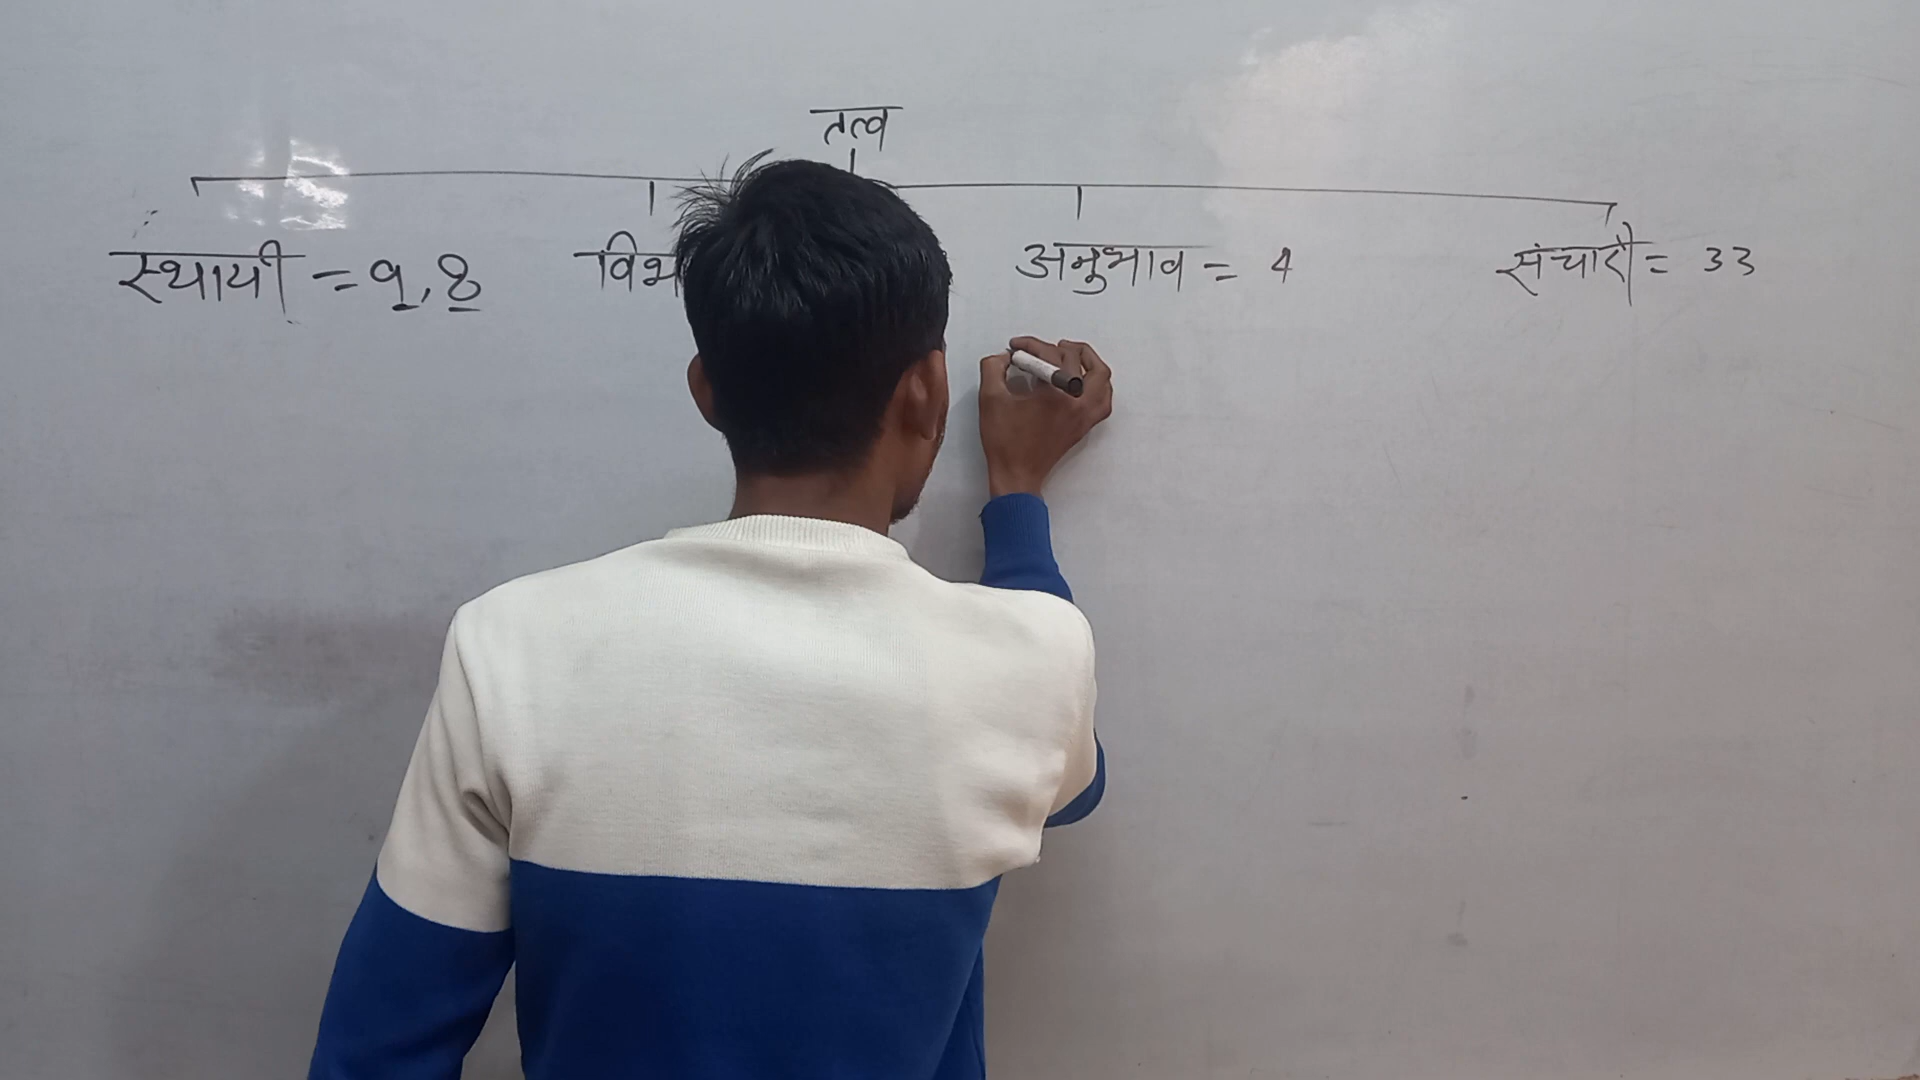 तत्व
स्थायी = 9, 8 अनुभाव = 4 संचारी = 33